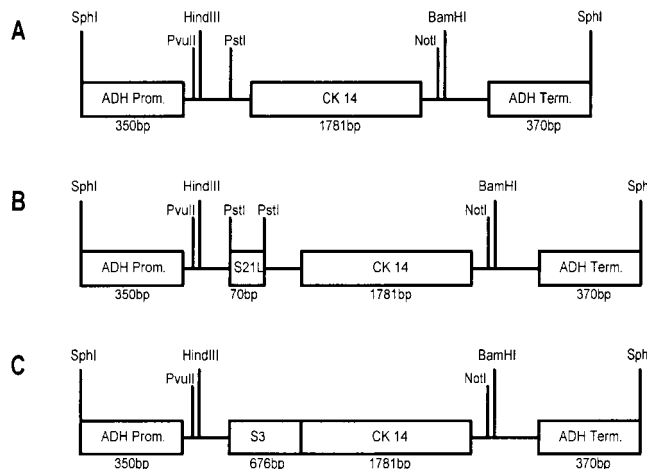 A
SphI
HindIII
PvuII
PstI
BamHI
NotI
SphI
ADH Prom.
CK 14
ADH Term.
350bp
1781bp
370bp
B
SphI
HindIII
PvuII
PstI
PstI
BamHI
NotI
Sph
ADH Prom.
S21L
CK 14
ADH Term.
350bp
70bp
1781bp
370bp
C
SphI
HindIII
PvuII
BamHI
NotI
Sph
ADH Prom.
S3
CK 14
ADH Term.
350bp
676bp
1781bp
370bp